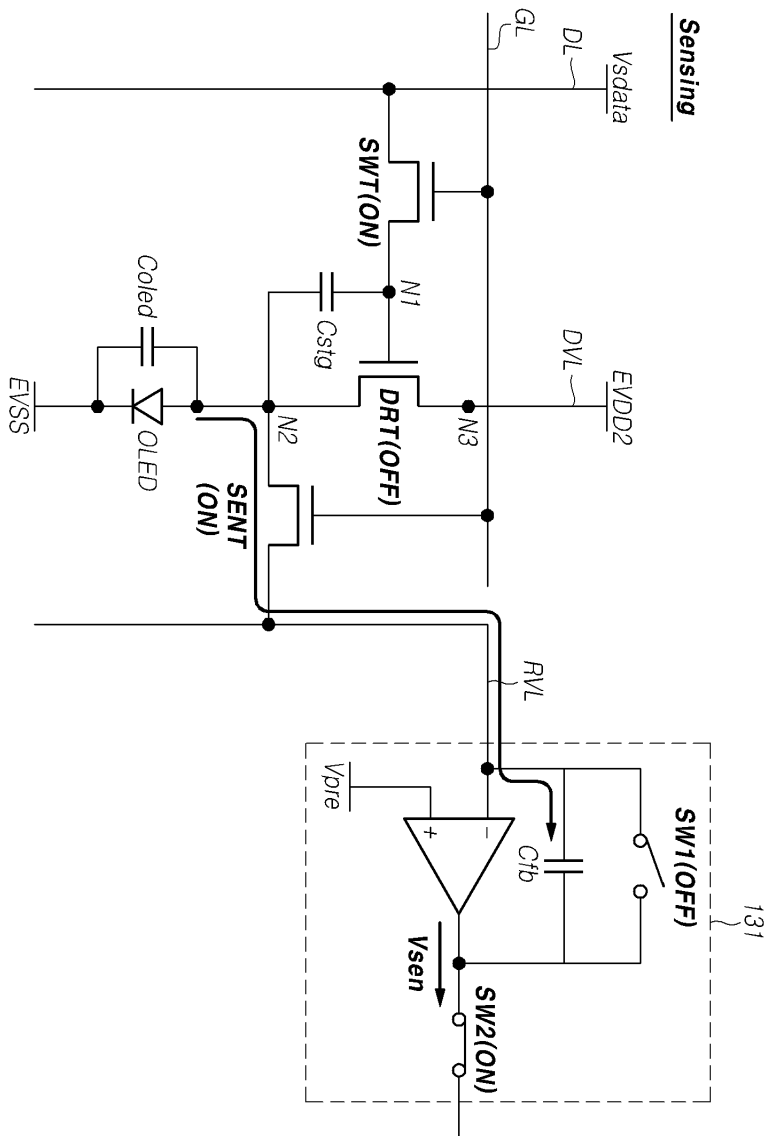 Sensing
Vsdata
DL
GL
EVDD2
DVL
SWT(ON)
N1
Cstg
DRT(OFF)
N3
N2
Coled
OLED
EVSS
SENT
(ON)
RVL
131
SW1(OFF)
Cfb
Vpre
+
−
Vsen
SW2(ON)